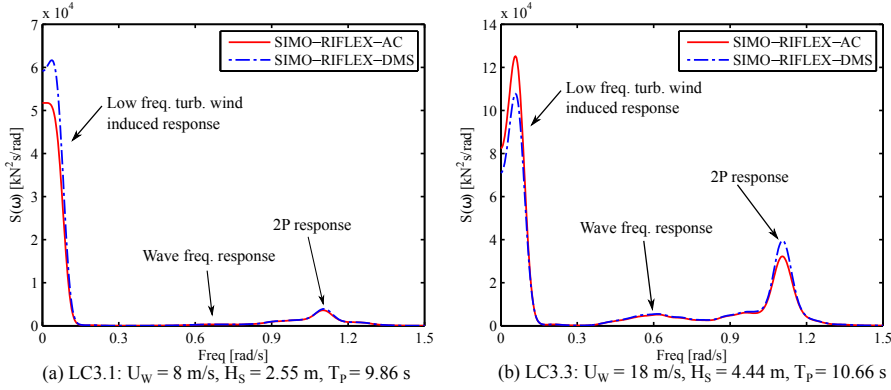 x 10⁴
7
6
5
4
3
2
1
0
S(ω) [kN²s/rad]
SIMO−RIFLEX−AC
SIMO−RIFLEX−DMS
Low freq. turb. wind
induced response
2P response
Wave freq. response
0 0.3 0.6 0.9 1.2 1.5
Freq [rad/s]
(a) LC3.1: U_W = 8 m/s, H_S = 2.55 m, T_P = 9.86 s
x 10⁴
14
12
10
8
6
4
2
0
S(ω) [kN²s/rad]
SIMO−RIFLEX−AC
SIMO−RIFLEX−DMS
Low freq. turb. wind
induced response
2P response
Wave freq. response
0 0.3 0.6 0.9 1.2 1.5
Freq [rad/s]
(b) LC3.3: U_W = 18 m/s, H_S = 4.44 m, T_P = 10.66 s